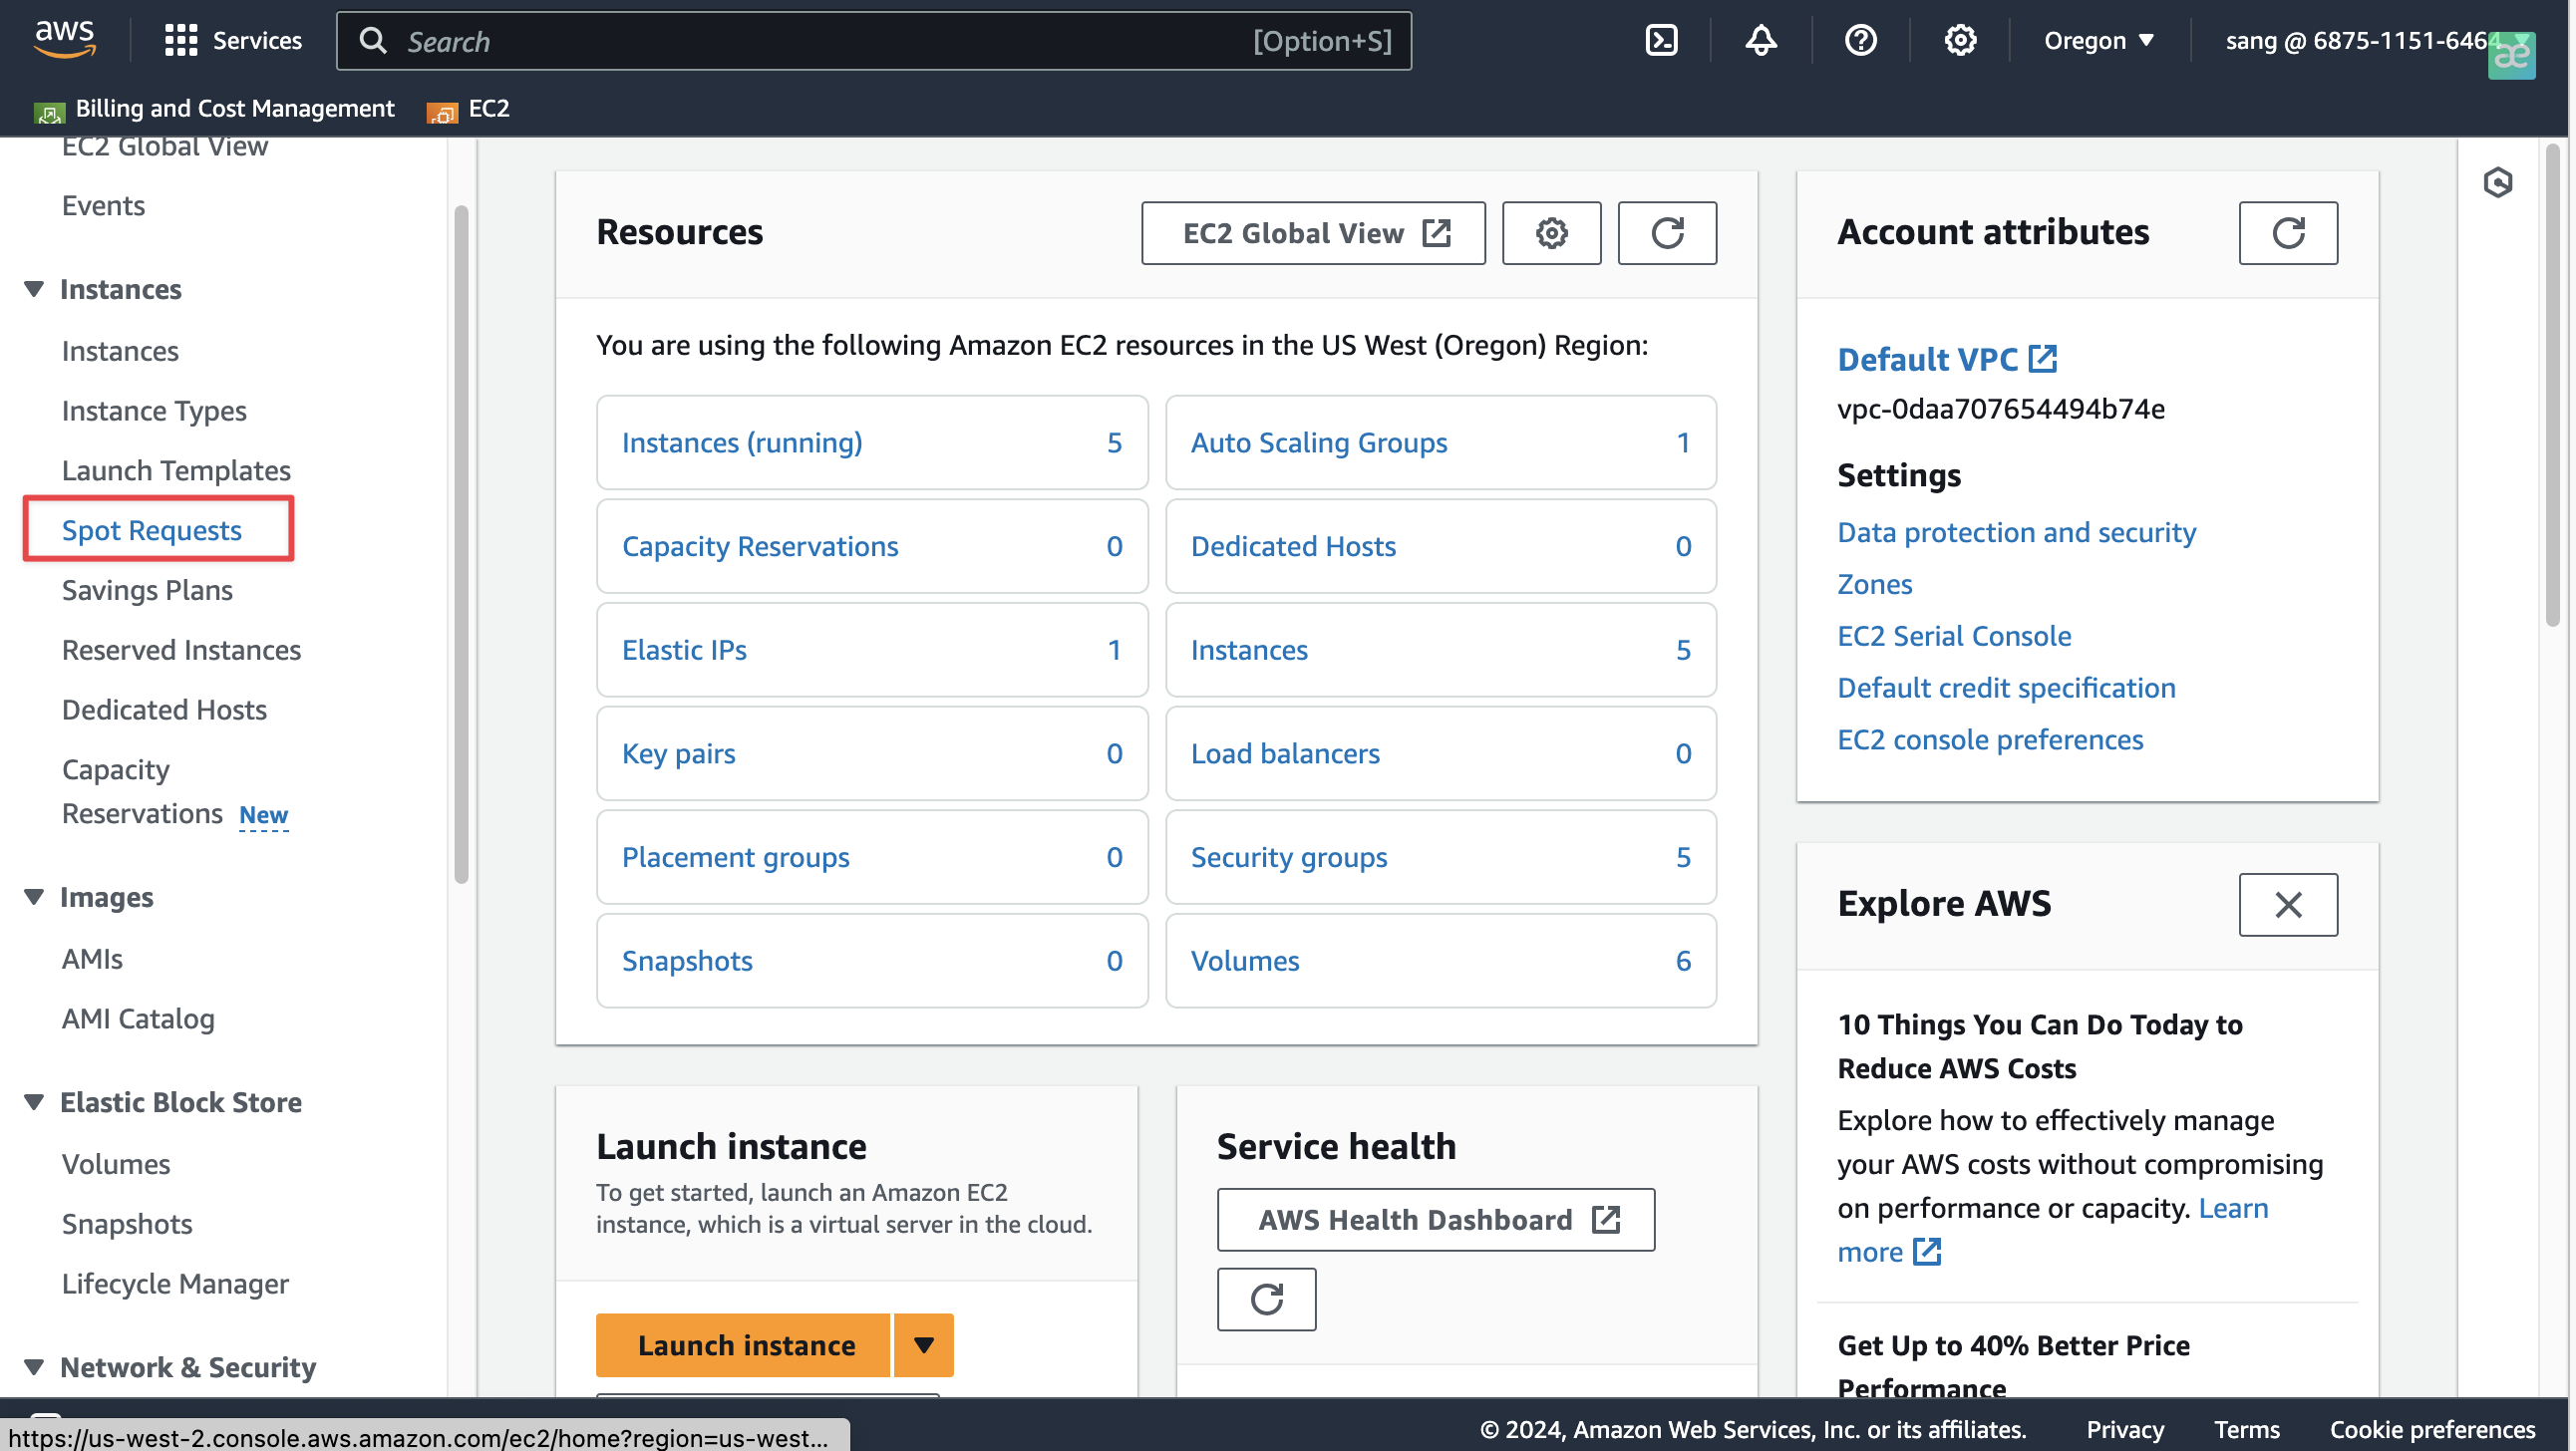 aws
Services
Search
[Option+S]
Oregon
sang @ 6875-1151-6464
æ
Billing and Cost Management
EC2
EC2 Global View
Events
Instances
Instances
Instance Types
Launch Templates
Spot Requests
Savings Plans
Reserved Instances
Dedicated Hosts
Capacity
Reservations New
Images
AMIs
AMI Catalog
Elastic Block Store
Volumes
Snapshots
Lifecycle Manager
Network & Security
Resources
EC2 Global View
You are using the following Amazon EC2 resources in the US West (Oregon) Region:
Instances (running) 5
Auto Scaling Groups 1
Capacity Reservations 0
Dedicated Hosts 0
Elastic IPs 1
Instances 5
Key pairs 0
Load balancers 0
Placement groups 0
Security groups 5
Snapshots 0
Volumes 6
Launch instance
To get started, launch an Amazon EC2
instance, which is a virtual server in the cloud.
Launch instance
Service health
AWS Health Dashboard
Account attributes
Default VPC
vpc-0daa707654494b74e
Settings
Data protection and security
Zones
EC2 Serial Console
Default credit specification
EC2 console preferences
Explore AWS
10 Things You Can Do Today to
Reduce AWS Costs
Explore how to effectively manage
your AWS costs without compromising
on performance or capacity. Learn
more
Get Up to 40% Better Price
Performance
https://us-west-2.console.aws.amazon.com/ec2/home?region=us-west...
© 2024, Amazon Web Services, Inc. or its affiliates.
Privacy
Terms
Cookie preferences